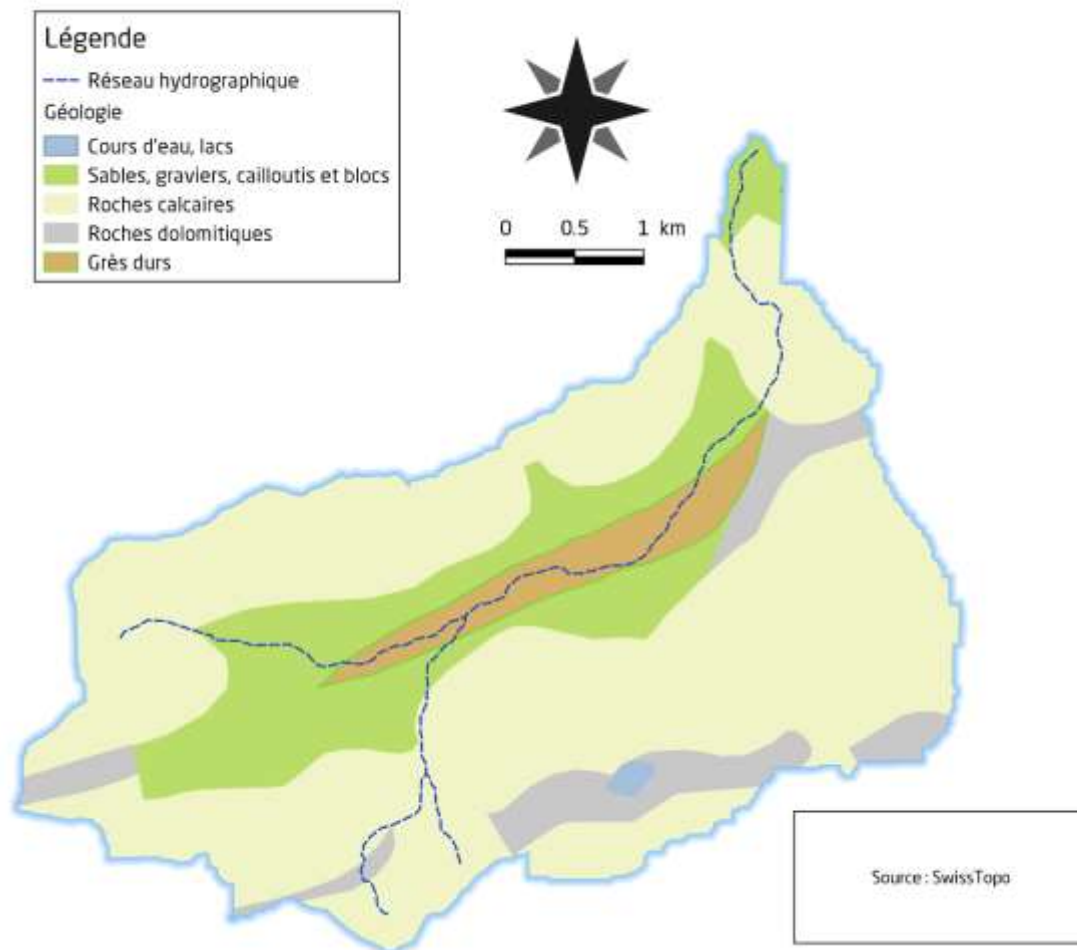 Légende
Réseau hydrographique
Géologie
Cours d'eau, lacs
Sables, graviers, cailloutis et blocs
Roches calcaires
Roches dolomitiques
Grès durs
0 0.5 1 km
Source : SwissTopo